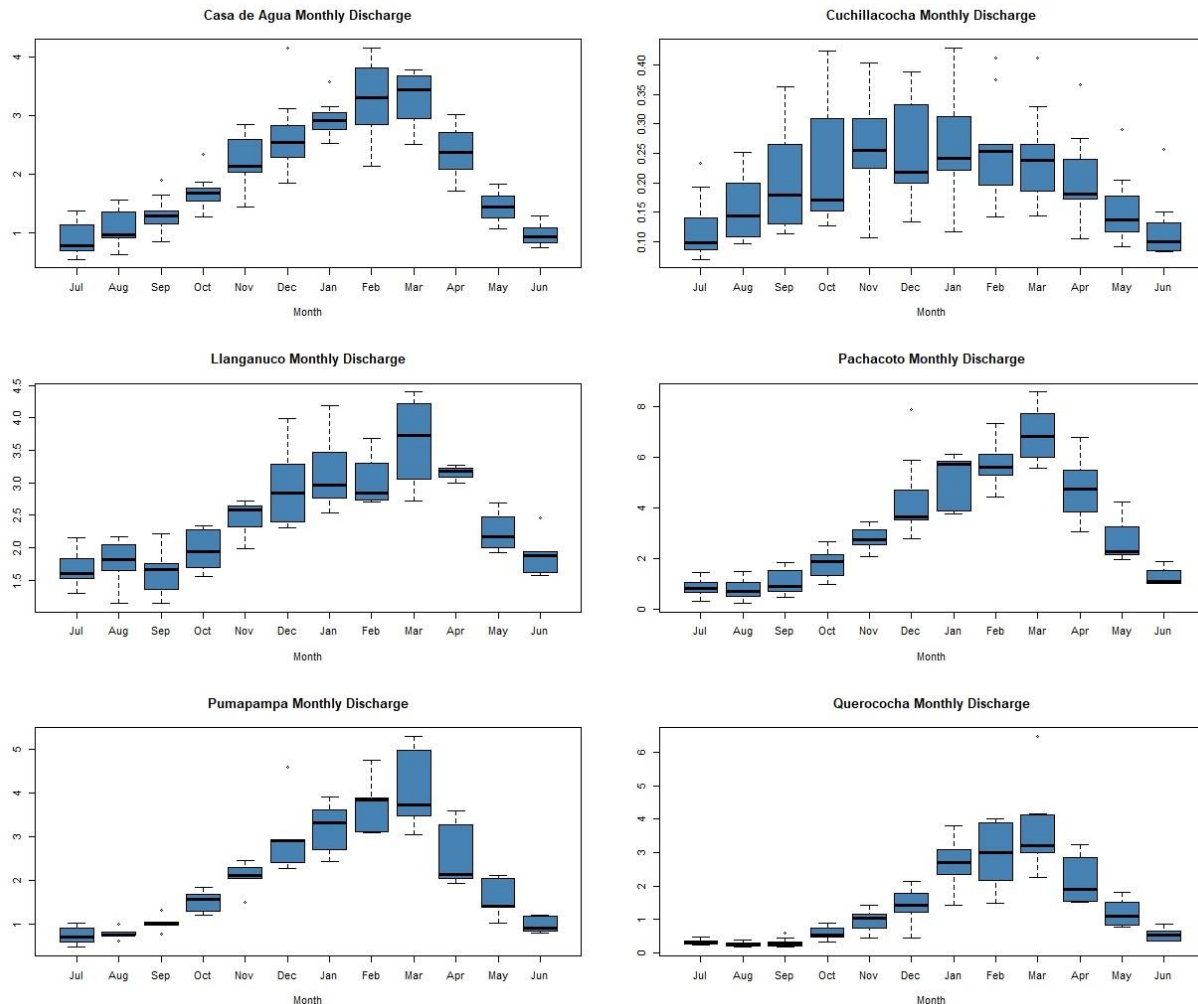 Casa de Agua Monthly Discharge
4
3
2
1
Jul Aug Sep Oct Nov Dec Jan Feb Mar Apr May Jun
Month
Cuchillacocha Monthly Discharge
0.40
0.35
0.30
0.25
0.20
0.15
0.10
Jul Aug Sep Oct Nov Dec Jan Feb Mar Apr May Jun
Month
Llanganuco Monthly Discharge
4.5
4.0
3.5
3.0
2.5
2.0
1.5
Jul Aug Sep Oct Nov Dec Jan Feb Mar Apr May Jun
Month
Pachacoto Monthly Discharge
8
6
4
2
0
Jul Aug Sep Oct Nov Dec Jan Feb Mar Apr May Jun
Month
Pumapampa Monthly Discharge
5
4
3
2
1
Jul Aug Sep Oct Nov Dec Jan Feb Mar Apr May Jun
Month
Querococha Monthly Discharge
6
5
4
3
2
1
0
Jul Aug Sep Oct Nov Dec Jan Feb Mar Apr May Jun
Month